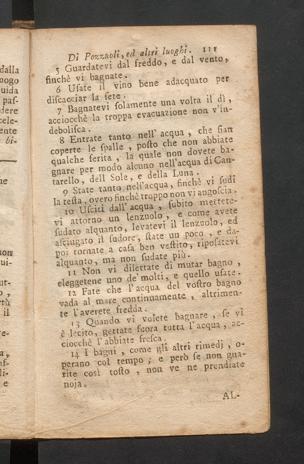 Di Pozzuoli, ed altri luoghi. 111
5 Guardatevi dal freddo, e dal vento,
finchè vi bagnate.
6 Usate il vino bene adacquato per
discacciar la sete.
7 Bagnatevi solamente una volta il dì,
acciocchè la troppa evacuazione non v'in-
debolisca.
8 Entrate tanto nell'acqua, che sian
coperte le spalle, posto che non abbiate
qualche ferita, la quale non dovete ba-
gnare per modo alcuno nell'acqua di Can-
tarello, del Sole, e della Luna.
9 State tanto nell'acqua, finchè vi sudi
la testa, overo finchè troppo non vi angoscia.
10 Usciti dall'acqua, subito mettete-
vi attorno un lenzuolo, e come avete
sudato alquanto, levatevi il lenzuolo, ed
asciugato il sudore, state un poco, e da-
poi tornate a casa ben vestito, riposatevi
alquanto, ma non sudate più.
11 Non vi dilettate di mutar bagno,
eleggetene uno de' molti, e quello usate.
12 Fate che l'acqua del vostro bagno
vada al mare continuamente, altrimen-
te l'averete fredda.
13 Quando vi volete bagnare, se vi
è lecito, gettate fuora tutta l'acqua, ac-
ciocchè l'abbiate fresca.
14 I bagni, come gli altri rimedj, o-
perano col tempo; e però se non gua-
rite così tosto, non ve ne prendiate
noja.
AL-